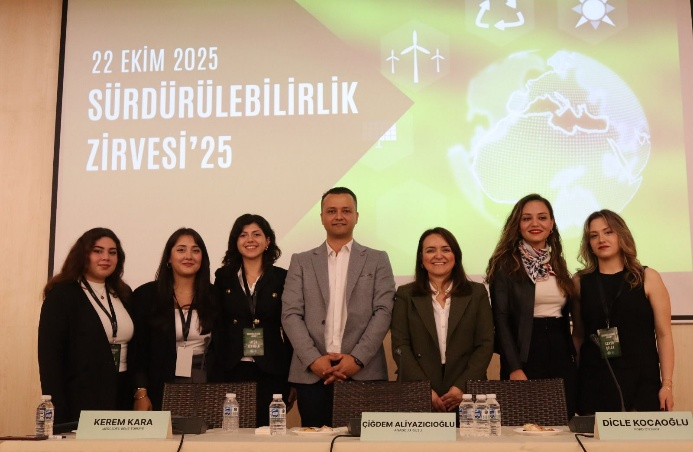 22 EKİM 2025
SÜRDÜRÜLEBİLİRLİK
ZİRVESİ'25
KEREM KARA
ÇİĞDEM ALİYAZICIOĞLU
DİCLE KOCAOĞLU